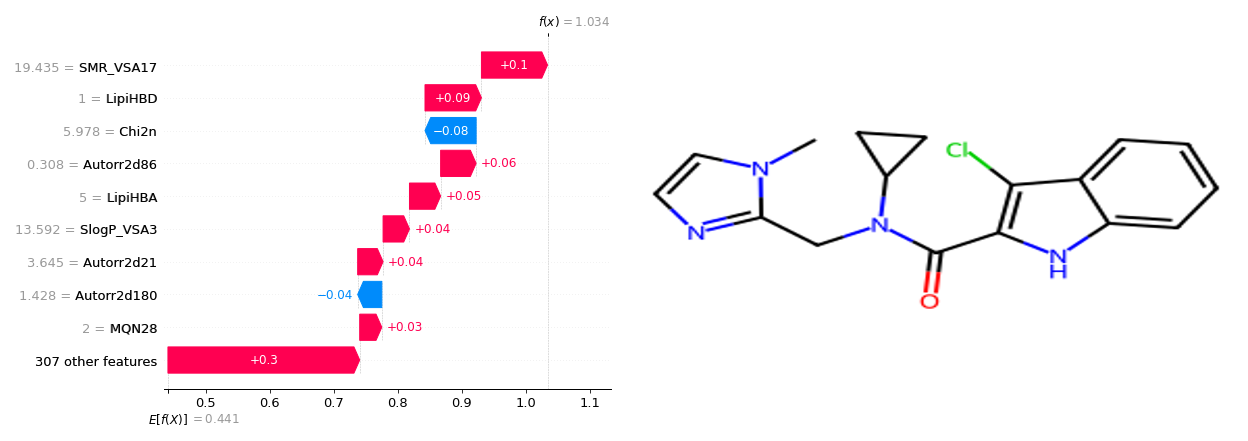 f(x) = 1.034
19.435 = SMR_VSA17
+0.1
1 = LipiHBD
+0.09
5.978 = Chi2n
−0.08
0.308 = Autorr2d86
+0.06
5 = LipiHBA
+0.05
13.592 = SlogP_VSA3
+0.04
3.645 = Autorr2d21
+0.04
1.428 = Autorr2d180
−0.04
2 = MQN28
+0.03
307 other features
+0.3
0.5 0.6 0.7 0.8 0.9 1.0 1.1
E[f(X)] = 0.441
Cl
N
N
N
N
H
O